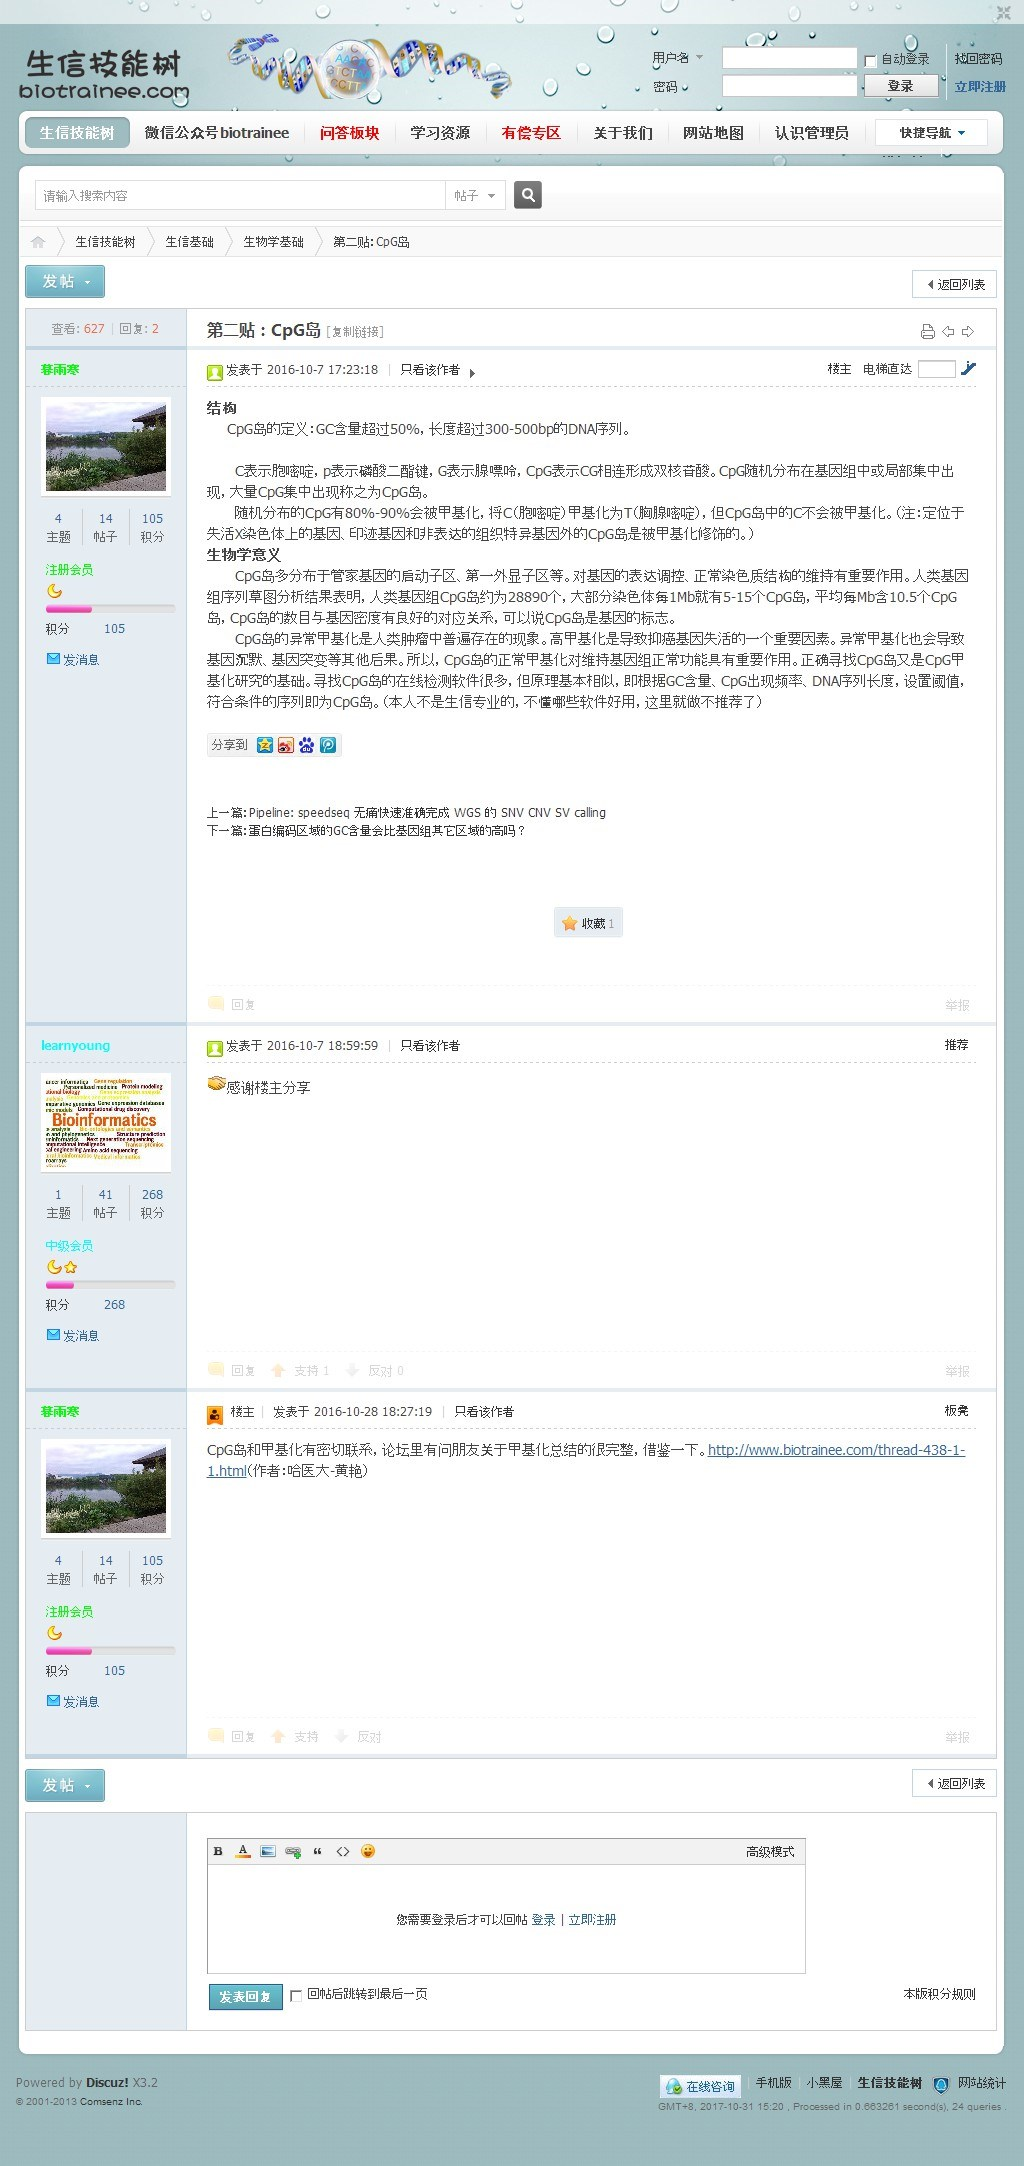 生信技能树
biotrainee.com
用户名
自动登录
找回密码
密码
登录
立即注册
生信技能树
微信公众号biotrainee
问答板块
学习资源
有偿专区
关于我们
网站地图
认识管理员
快捷导航
请输入搜索内容
帖子
生信技能树
生信基础
生物学基础
第二贴:CpG岛
发帖
返回列表
查看: 627 | 回复: 2
第二贴：CpG岛 [复制链接]
暮雨寒
发表于 2016-10-7 17:23:18 | 只看该作者
楼主
电梯直达
结构
CpG岛的定义:GC含量超过50%，长度超过300-500bp的DNA序列。
C表示胞嘧啶，p表示磷酸二酯键，G表示腺嘌呤，CpG表示CG相连形成双核苷酸。CpG随机分布在基因组中或局部集中出
现，大量CpG集中出现称之为CpG岛。
随机分布的CpG有80%-90%会被甲基化，将C（胞嘧啶）甲基化为T（胸腺嘧啶），但CpG岛中的C不会被甲基化。（注：定位于
失活X染色体上的基因、印迹基因和非表达的组织特异基因外的CpG岛是被甲基化修饰的。）
生物学意义
CpG岛多分布于管家基因的启动子区、第一外显子区等。对基因的表达调控、正常染色质结构的维持有重要作用。人类基因
组序列草图分析结果表明，人类基因组CpG岛约为28890个，大部分染色体每1Mb就有5-15个CpG岛，平均每Mb含10.5个CpG
岛，CpG岛的数目与基因密度有良好的对应关系，可以说CpG岛是基因的标志。
CpG岛的异常甲基化是人类肿瘤中普遍存在的现象。高甲基化是导致抑癌基因失活的一个重要因素。异常甲基化也会导致
基因沉默、基因突变等其他后果。所以，CpG岛的正常甲基化对维持基因组正常功能具有重要作用。正确寻找CpG岛又是CpG甲
基化研究的基础。寻找CpG岛的在线检测软件很多，但原理基本相似，即根据GC含量、CpG出现频率、DNA序列长度，设置阈值，
符合条件的序列即为CpG岛。（本人不是生信专业的，不懂哪些软件好用，这里就做不推荐了）
4 14 105
主题 帖子 积分
注册会员
积分 105
发消息
分享到
上一篇:Pipeline: speedseq 无痛快速准确完成 WGS 的 SNV CNV SV calling
下一篇:蛋白编码区域的GC含量会比基因组其它区域的高吗？
收藏 1
回复
举报
learnyoung
发表于 2016-10-7 18:59:59 | 只看该作者
推荐
感谢楼主分享
Gene regulation
Personalized medicine Protein modeling
Gene expression databases
Computational drug discovery
Bioinformatics
Structure prediction
Next generation sequencing
Amino acid sequencing
Medical informatics
1 41 268
主题 帖子 积分
中级会员
积分 268
发消息
回复 支持 1 反对 0
举报
暮雨寒
楼主 | 发表于 2016-10-28 18:27:19 | 只看该作者
板凳
CpG岛和甲基化有密切联系，论坛里有问朋友关于甲基化总结的很完整，借鉴一下。http://www.biotrainee.com/thread-438-1-
1.html（作者：哈医大-黄艳）
4 14 105
主题 帖子 积分
注册会员
积分 105
发消息
回复 支持 反对
举报
发帖
返回列表
B A “ <>
高级模式
您需要登录后才可以回帖 登录 | 立即注册
发表回复
回帖后跳转到最后一页
本版积分规则
Powered by Discuz! X3.2
© 2001-2013 Comsenz Inc.
在线咨询 | 手机版 | 小黑屋 | 生信技能树
网站统计
GMT+8, 2017-10-31 15:20 , Processed in 0.663261 second(s), 24 queries .